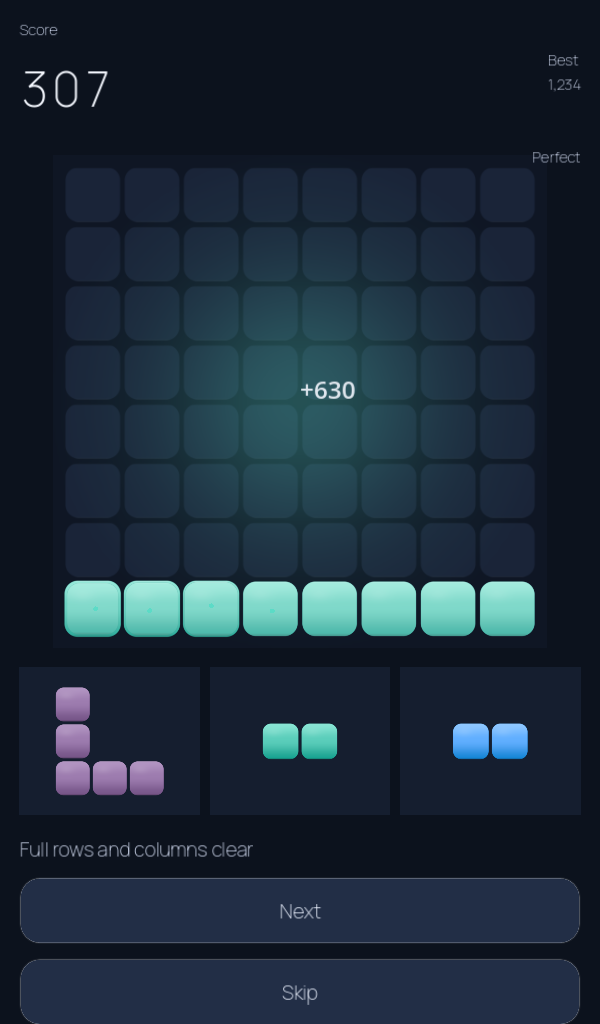 Score
307
Best
1,234
Perfect
+630
Full rows and columns clear
Next
Skip